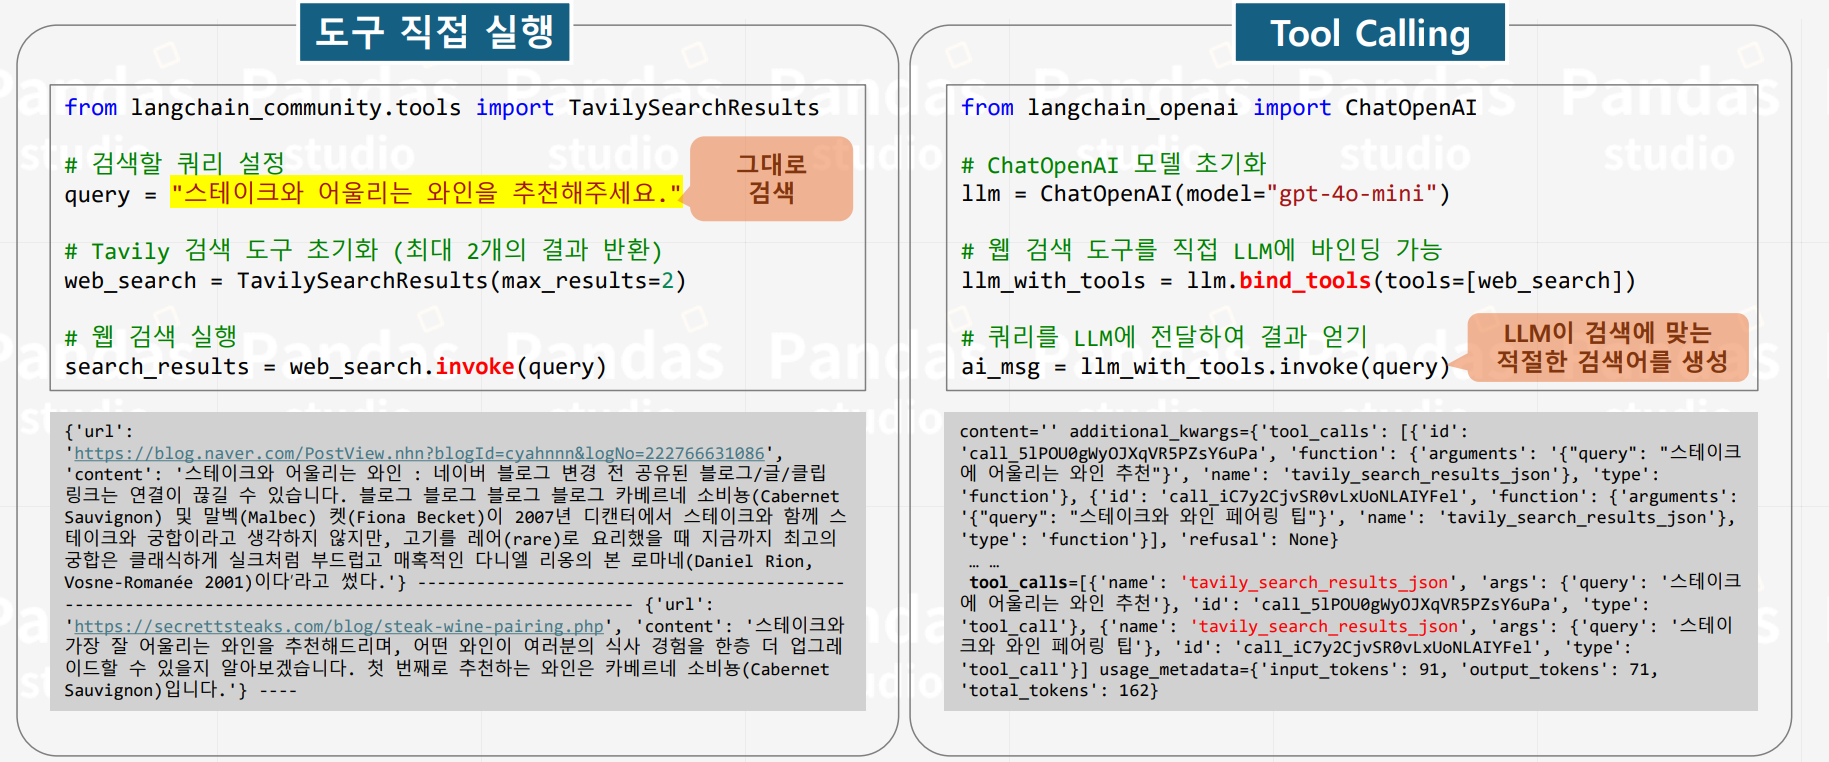 도구 직접 실행
from langchain_community.tools import TavilySearchResults
# 검색할 쿼리 설정
query = "스테이크와 어울리는 와인을 추천해주세요."
그대로
검색
# Tavily 검색 도구 초기화 (최대 2개의 결과 반환)
web_search = TavilySearchResults(max_results=2)
# 웹 검색 실행
search_results = web_search.invoke(query)
{'url':
'https://blog.naver.com/PostView.nhn?blogId=cyahnnn&logNo=222766631086',
'content': '스테이크와 어울리는 와인 : 네이버 블로그 변경 전 공유된 블로그/글/클립
링크는 연결이 끊길 수 있습니다. 블로그 블로그 블로그 블로그 카베르네 소비뇽(Cabernet
Sauvignon) 및 말벡(Malbec) 켓(Fiona Becket)이 2007년 디캔터에서 스테이크와 함께 스
테이크와 궁합이라고 생각하지 않지만, 고기를 레어(rare)로 요리했을 때 지금까지 최고의
궁합은 클래식하게 실크처럼 부드럽고 매혹적인 다니엘 리옹의 본 로마네(Daniel Rion,
Vosne-Romanée 2001)이다'라고 썼다.'} -------------------------------------------
--------------------------------------------------------- {'url':
'https://secrettsteaks.com/blog/steak-wine-pairing.php', 'content': '스테이크와
가장 잘 어울리는 와인을 추천해드리며, 어떤 와인이 여러분의 식사 경험을 한층 더 업그레
이드할 수 있을지 알아보겠습니다. 첫 번째로 추천하는 와인은 카베르네 소비뇽(Cabernet
Sauvignon)입니다.'} ----
Tool Calling
from langchain_openai import ChatOpenAI
# ChatOpenAI 모델 초기화
llm = ChatOpenAI(model="gpt-4o-mini")
# 웹 검색 도구를 직접 LLM에 바인딩 가능
llm_with_tools = llm.bind_tools(tools=[web_search])
# 쿼리를 LLM에 전달하여 결과 얻기
ai_msg = llm_with_tools.invoke(query)
LLM이 검색에 맞는
적절한 검색어를 생성
content='' additional_kwargs={'tool_calls': [{'id':
'call_5lPOU0gWyOJXqVR5PZsY6uPa', 'function': {'arguments': '{"query": "스테이크
에 어울리는 와인 추천"}', 'name': 'tavily_search_results_json'}, 'type':
'function'}, {'id': 'call_iC7y2CjvSR0vLxUoNLAIYFel', 'function': {'arguments':
'{"query": "스테이크와 와인 페어링 팁"}', 'name': 'tavily_search_results_json'},
'type': 'function'}], 'refusal': None}
… …
tool_calls=[{'name': 'tavily_search_results_json', 'args': {'query': '스테이크
에 어울리는 와인 추천'}, 'id': 'call_5lPOU0gWyOJXqVR5PZsY6uPa', 'type':
'tool_call'}, {'name': 'tavily_search_results_json', 'args': {'query': '스테이
크와 와인 페어링 팁'}, 'id': 'call_iC7y2CjvSR0vLxUoNLAIYFel', 'type':
'tool_call'}] usage_metadata={'input_tokens': 91, 'output_tokens': 71,
'total_tokens': 162}
Pandas
studio